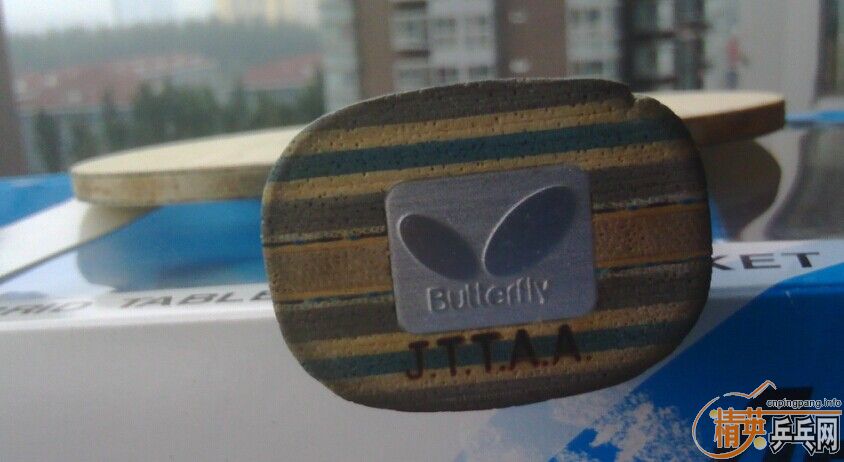 Butterfly
J.T.T.A.A.
TABLE
KET
cnpingpang.info
精英乒乓网